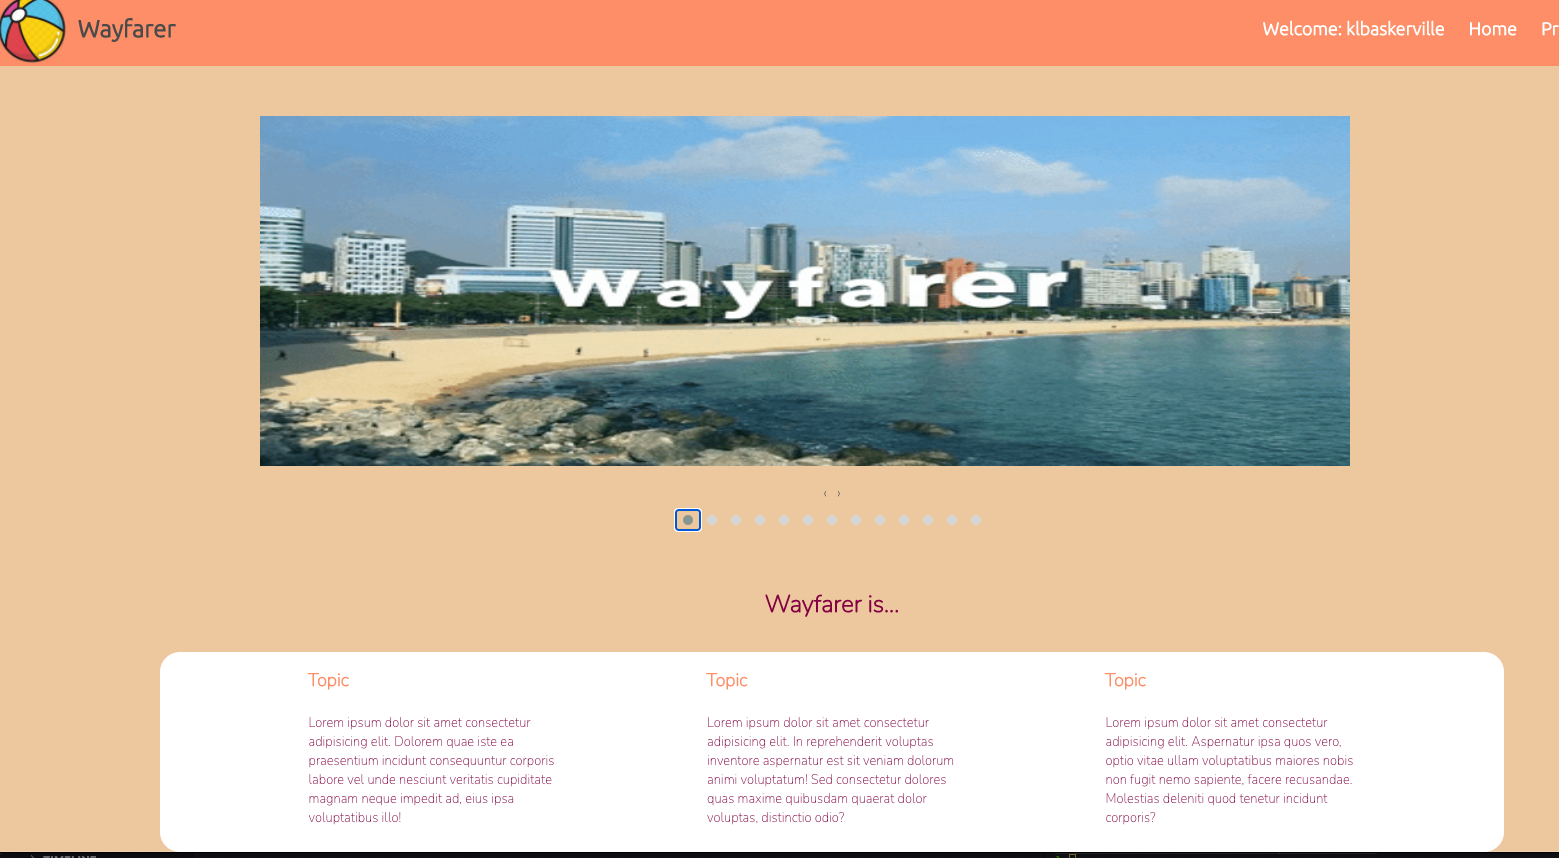 Wayfarer
Welcome: klbaskerville Home Pr
Wayfarer
‹ ›
Wayfarer is...
Topic
Lorem ipsum dolor sit amet consectetur
adipisicing elit. Dolorem quae iste ea
praesentium incidunt consequuntur corporis
labore vel unde nesciunt veritatis cupiditate
magnam neque impedit ad, eius ipsa
voluptatibus illo!
Topic
Lorem ipsum dolor sit amet consectetur
adipisicing elit. In reprehenderit voluptas
inventore aspernatur est sit veniam dolorum
animi voluptatum! Sed consectetur dolores
quas maxime quibusdam quaerat dolor
voluptas, distinctio odio?
Topic
Lorem ipsum dolor sit amet consectetur
adipisicing elit. Aspernatur ipsa quos vero,
optio vitae ullam voluptatibus maiores nobis
non fugit nemo sapiente, facere recusandae.
Molestias deleniti quod tenetur incidunt
corporis?